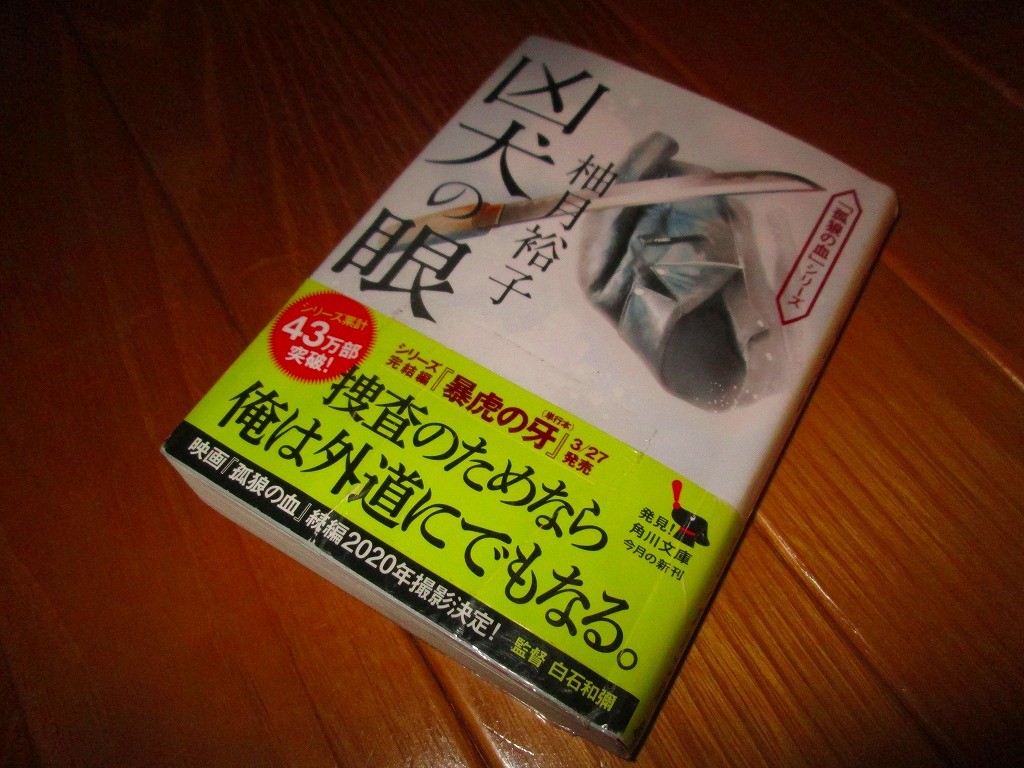 凶犬の眼
柚月裕子
「孤狼の血」シリーズ
シリーズ累計
43万部
突破!
シリーズ
完結編
『暴虎の牙』
(単行本)
3/27
発売
捜査のためなら
俺は外道にでもなる。
発見!
角川文庫
今月の新刊
映画『孤狼の血』続編2020年撮影決定!
監督 白石和彌